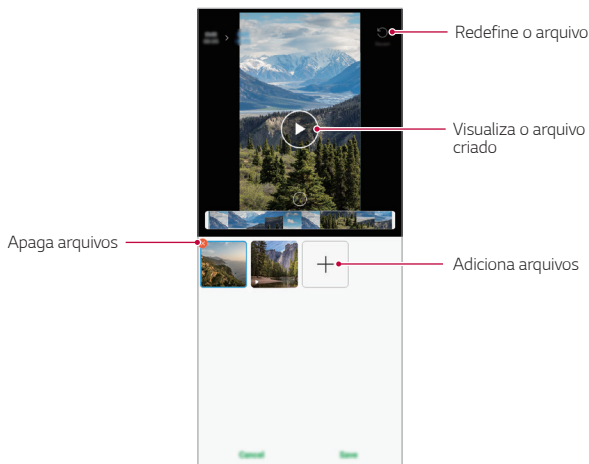 Redefine o arquivo
Visualiza o arquivo
criado
Apaga arquivos
Adiciona arquivos
Cancel
Save